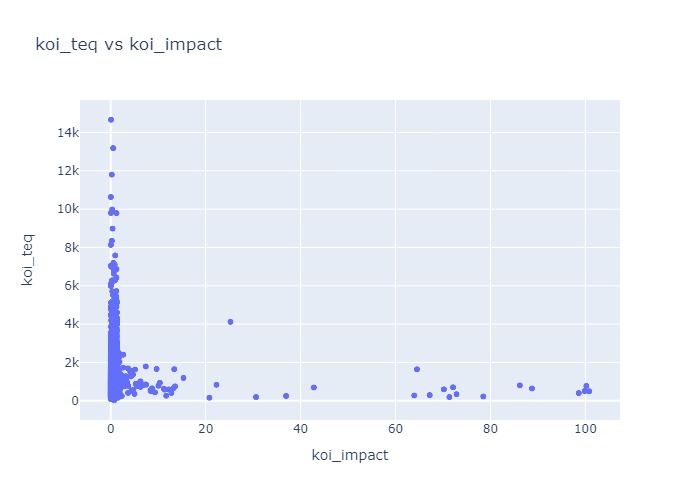 koi_teq vs koi_impact
14k
12k
10k
8k
6k
4k
2k
0
koi_teq
0 20 40 60 80 100
koi_impact